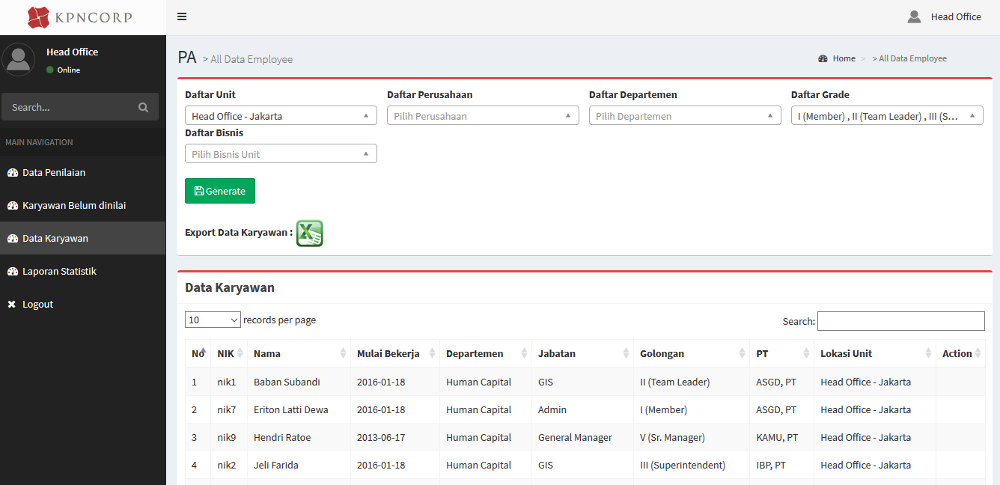 KPNCORP
Head Office
Head Office
Online
Search...
MAIN NAVIGATION
Data Penilaian
Karyawan Belum dinilai
Data Karyawan
Laporan Statistik
Logout
PA > All Data Employee
Home > > All Data Employee
Daftar Unit Daftar Perusahaan Daftar Departemen Daftar Grade
Head Office - Jakarta Pilih Perusahaan Pilih Departemen I (Member) , II (Team Leader) , III (S...
Daftar Bisnis
Pilih Bisnis Unit
Generate
Export Data Karyawan :
Data Karyawan
10 records per page Search:
No NIK Nama Mulai Bekerja Departemen Jabatan Golongan PT Lokasi Unit Action
1 nik1 Baban Subandi 2016-01-18 Human Capital GIS II (Team Leader) ASGD, PT Head Office - Jakarta
2 nik7 Eriton Latti Dewa 2016-01-18 Human Capital Admin I (Member) ASGD, PT Head Office - Jakarta
3 nik9 Hendri Ratoe 2013-06-17 Human Capital General Manager V (Sr. Manager) KAMU, PT Head Office - Jakarta
4 nik2 Jeli Farida 2016-01-18 Human Capital GIS III (Superintendent) IBP, PT Head Office - Jakarta